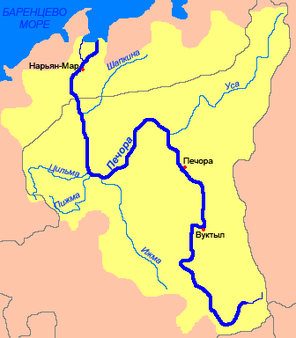 БАРЕНЦЕВО
МОРЕ
Нарьян-Мар
Шапкина
Уса
Печора
Печора
Цильма
Пижма
Ижма
Вуктыл